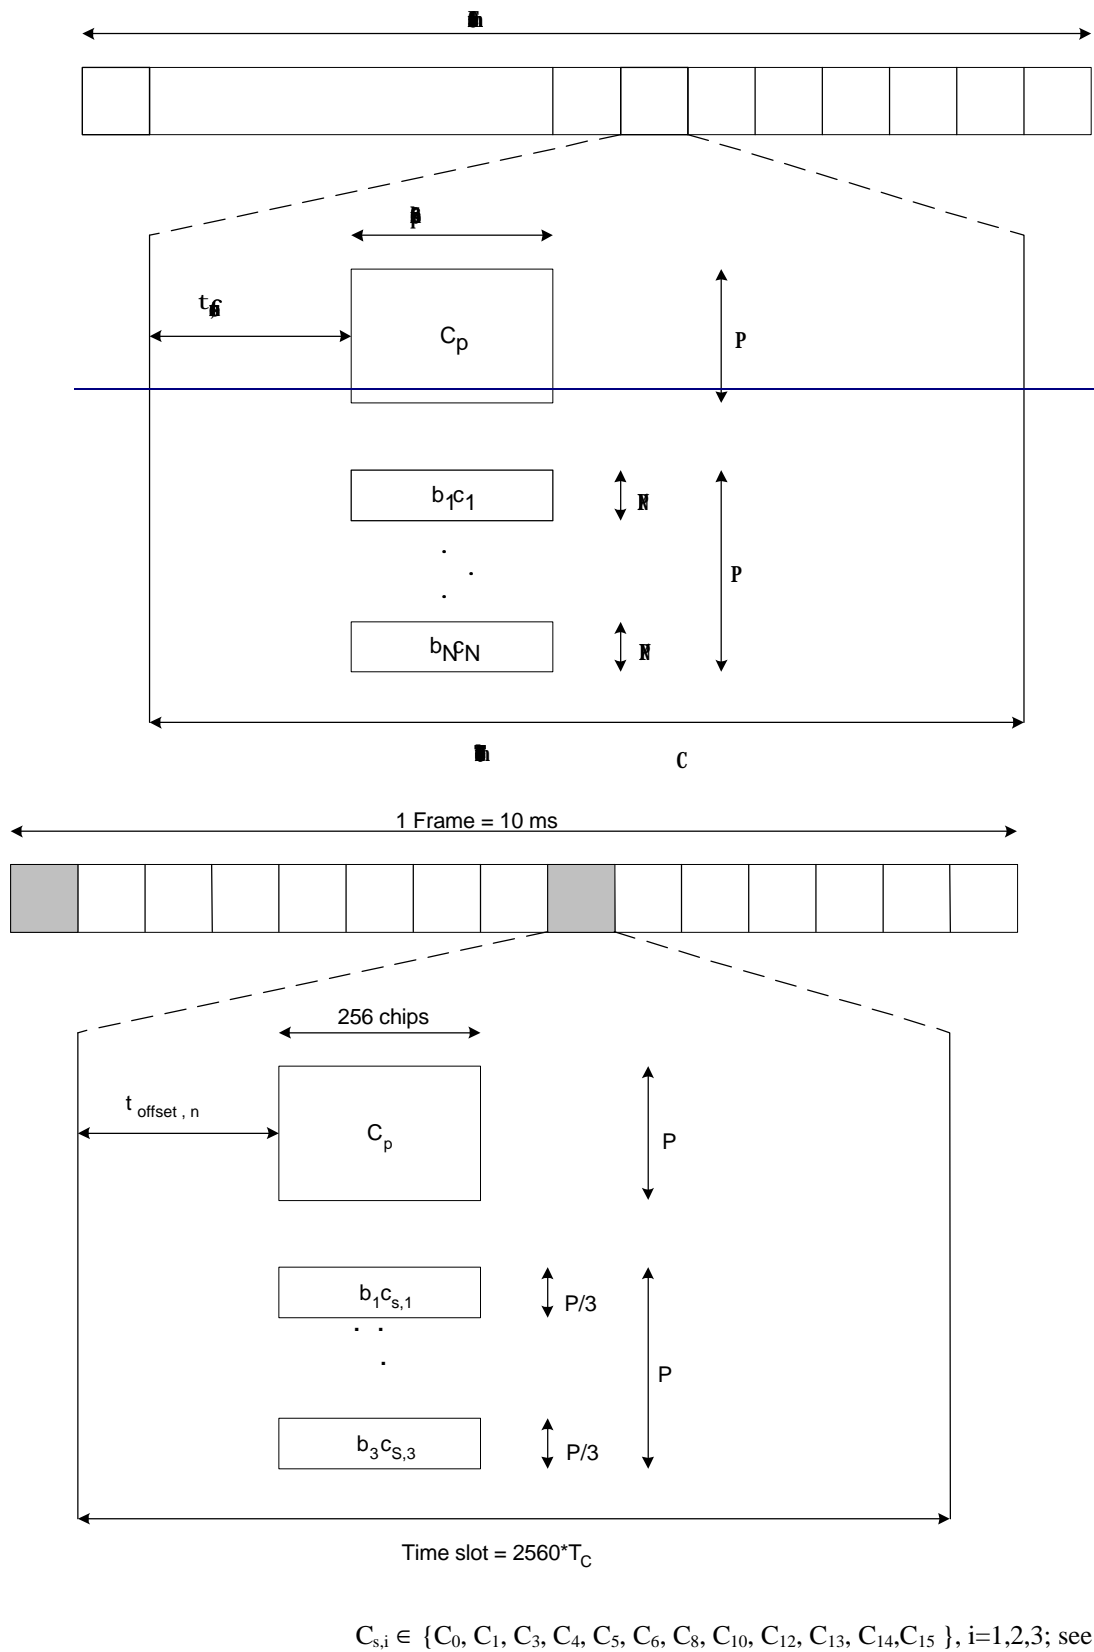 C_p
P
b_1c_1
P
b_Nc_N
C
1 Frame = 10 ms
256 chips
t offset , n
C_p
P
b_1c_s,1
P/3
P
b_3c_S,3
P/3
Time slot = 2560*T_C
C_s,i ∈ {C_0, C_1, C_3, C_4, C_5, C_6, C_8, C_10, C_12, C_13, C_14,C_15 }, i=1,2,3; see